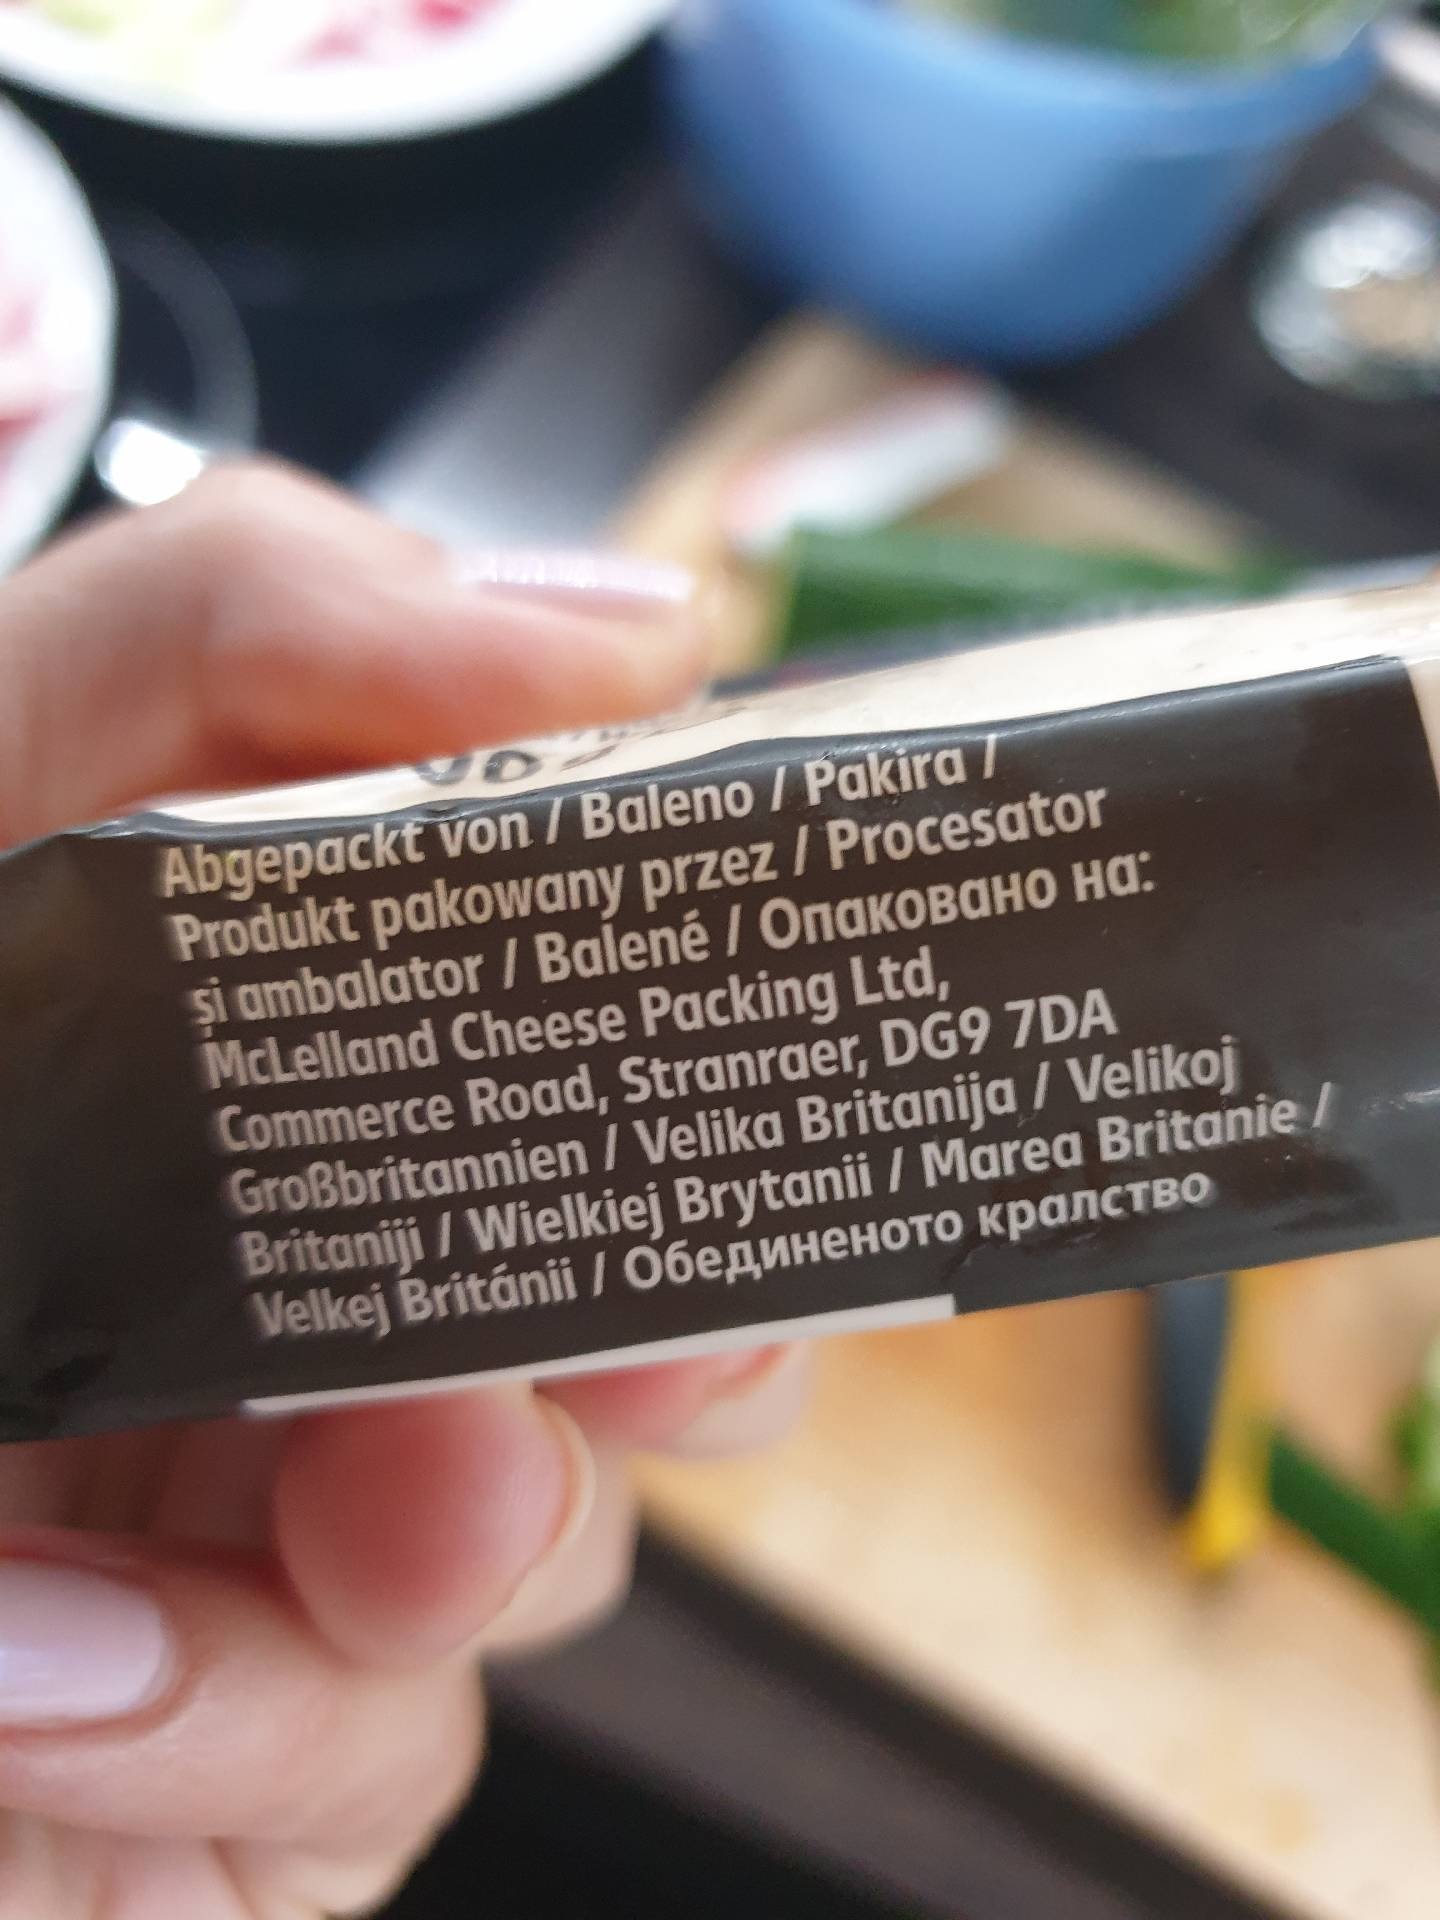 Abgepackt von / Baleno / Pakira /
Produkt pakowany przez / Procesator
și ambalator / Balené / Опаковано на:
McLelland Cheese Packing Ltd,
Commerce Road, Stranraer, DG9 7DA
Großbritannien / Velika Britanija / Velikoj
Britaniji / Wielkiej Brytanii / Marea Britanie /
Velkej Británii / Обединеното кралство